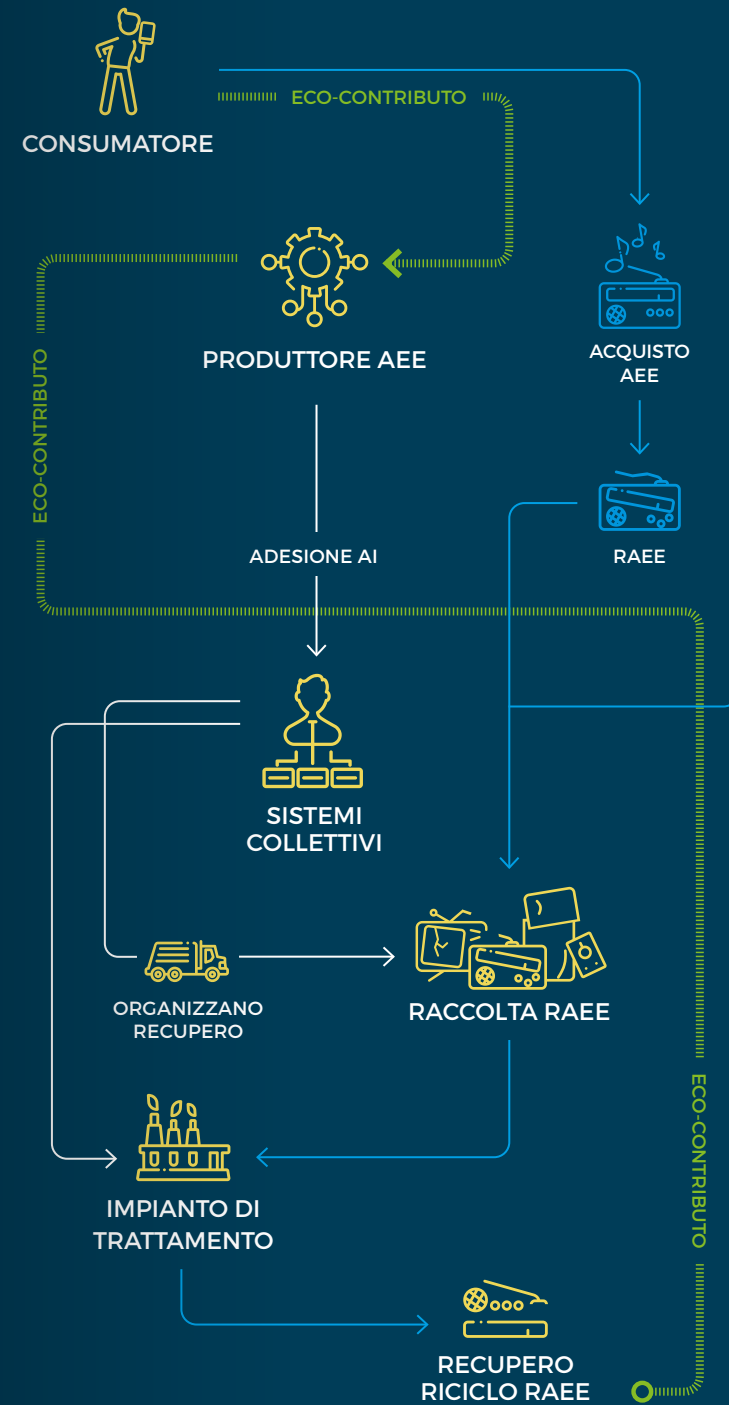 ECO-CONTRIBUTO
CONSUMATORE
PRODUTTORE AEE
ACQUISTO
AEE
ECO-CONTRIBUTO
ADESIONE AI
RAEE
SISTEMI
COLLETTIVI
ORGANIZZANO
RECUPERO
RACCOLTA RAEE
ECO-CONTRIBUTO
IMPIANTO DI
TRATTAMENTO
RECUPERO
RICICLO RAEE